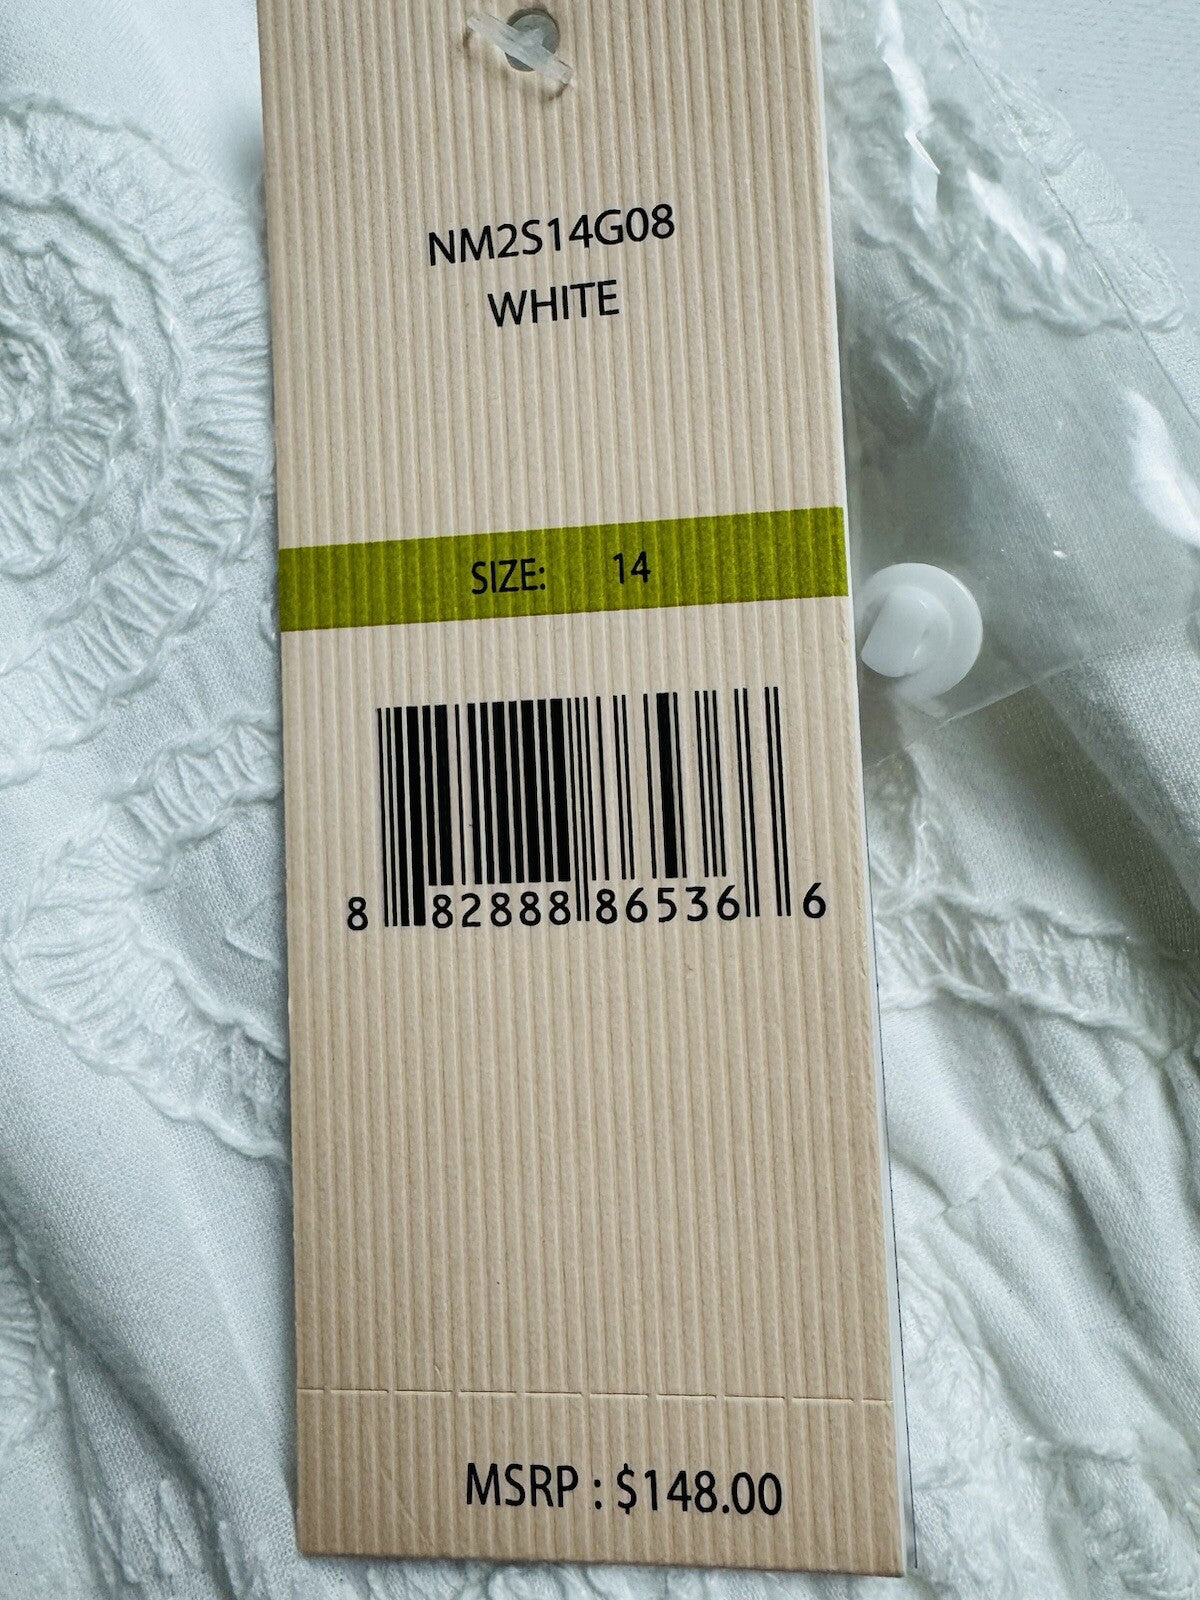 NM2S14G08
WHITE
SIZE: 14
8 82888 86536 6
MSRP : $148.00